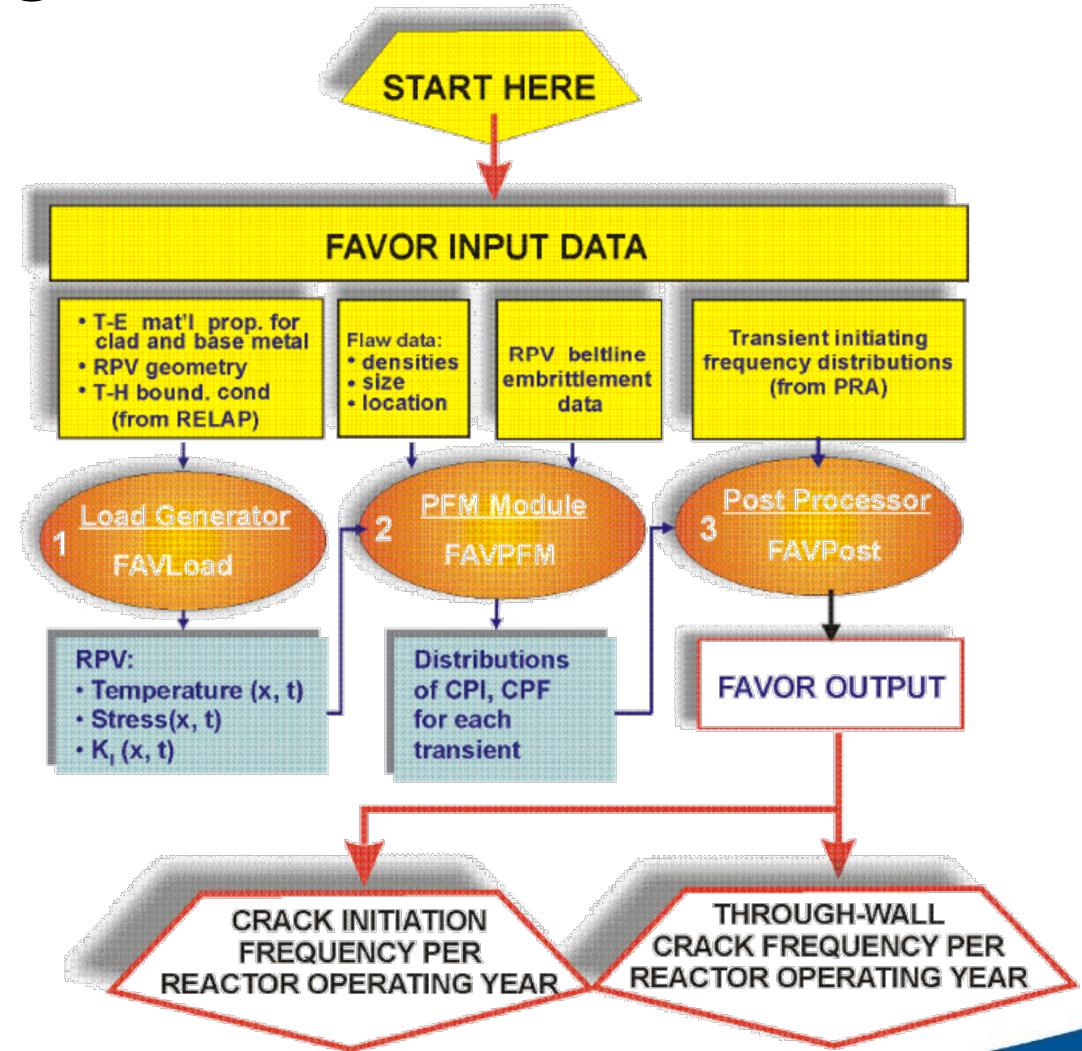 START HERE
FAVOR INPUT DATA
• T-E mat'l prop. for
clad and base metal
• RPV geometry
• T-H bound. cond
(from RELAP)
Flaw data:
• densities
• size
• location
RPV beltline
embrittlement
data
Transient initiating
frequency distributions
(from PRA)
1
Load Generator
FAVLoad
2
PFM Module
FAVPFM
3
Post Processor
FAVPost
RPV:
• Temperature (x, t)
• Stress(x, t)
• K_I (x, t)
Distributions
of CPI, CPF
for each
transient
FAVOR OUTPUT
CRACK INITIATION
FREQUENCY PER
REACTOR OPERATING YEAR
THROUGH-WALL
CRACK FREQUENCY PER
REACTOR OPERATING YEAR